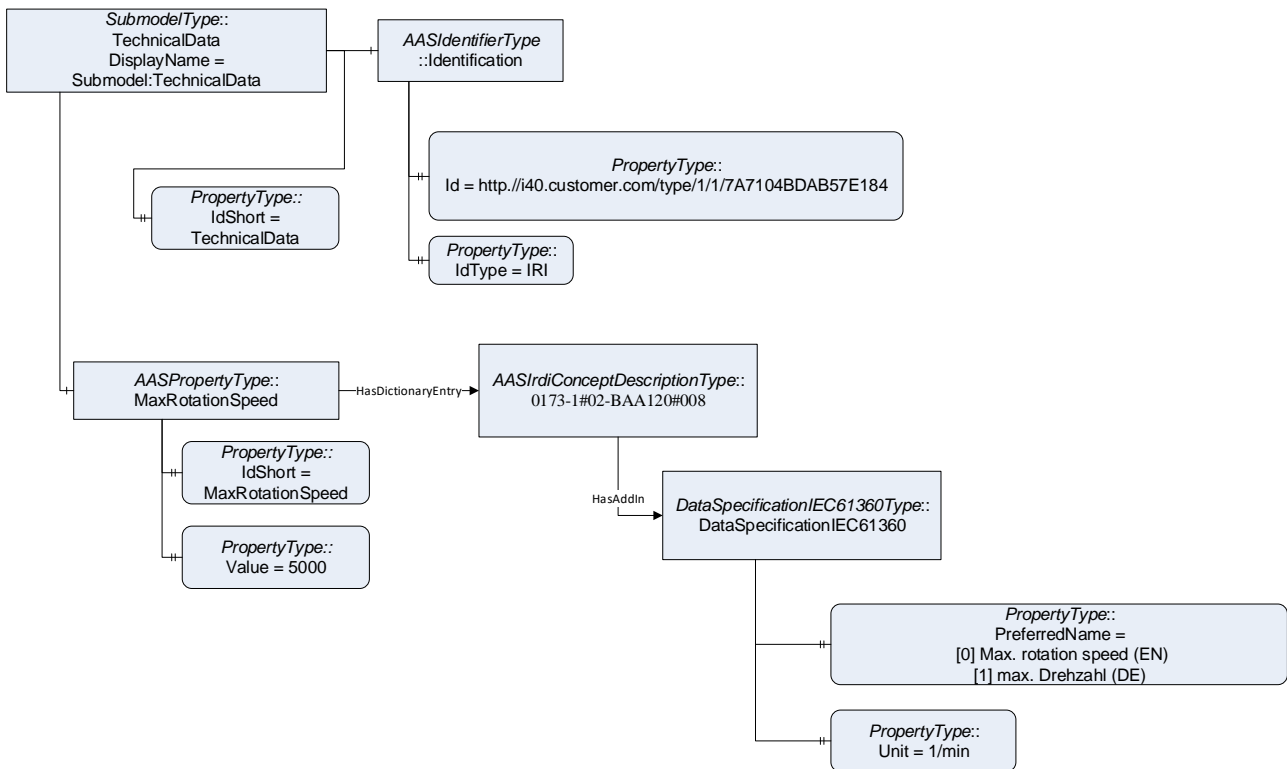 SubmodelType::
TechnicalData
DisplayName =
Submodel:TechnicalData
AASIdentifierType
::Identification
PropertyType::
Id = http://i40.customer.com/type/1/1/7A7104BDAB57E184
PropertyType::
IdShort =
TechnicalData
PropertyType::
IdType = IRI
AASPropertyType::
MaxRotationSpeed
HasDictionaryEntry
AASIrdiConceptDescriptionType::
0173-1#02-BAA120#008
PropertyType::
IdShort =
MaxRotationSpeed
HasAddIn
DataSpecificationIEC61360Type::
DataSpecificationIEC61360
PropertyType::
Value = 5000
PropertyType::
PreferredName =
[0] Max. rotation speed (EN)
[1] max. Drehzahl (DE)
PropertyType::
Unit = 1/min